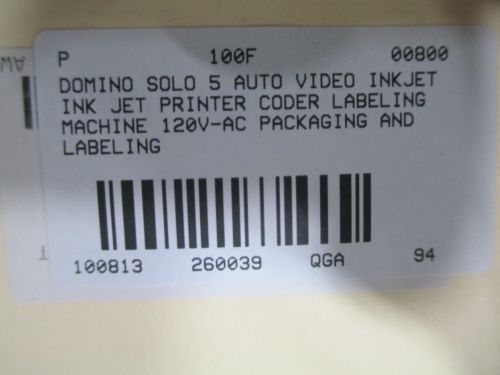 P 100F 00800
DOMINO SOLO 5 AUTO VIDEO INKJET
INK JET PRINTER CODER LABELING
MACHINE 120V-AC PACKAGING AND
LABELING
100813 260039 QGA 94
AW
T